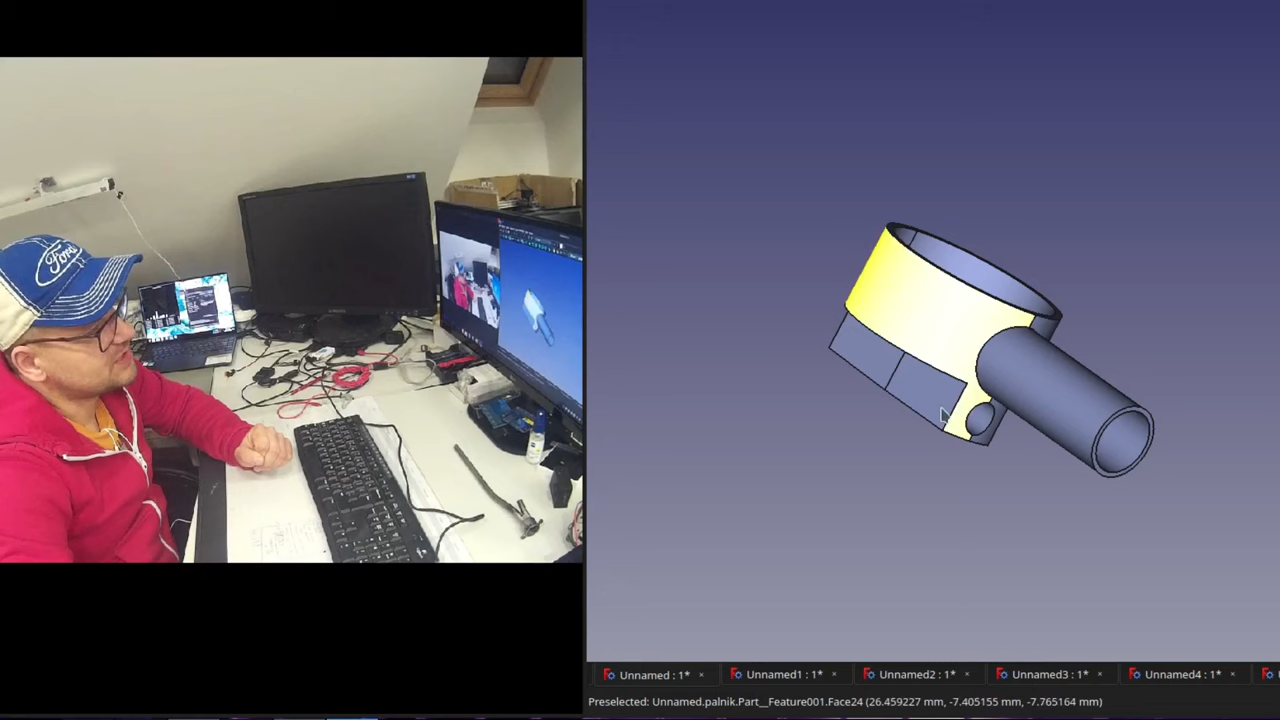 Ford
Unnamed : 1*
Unnamed1 : 1*
Unnamed2 : 1*
Unnamed3 : 1*
Unnamed4 : 1*
Preselected: Unnamed.palnik.Part__Feature001.Face24 (26.459227 mm, -7.405155 mm, -7.765164 mm)